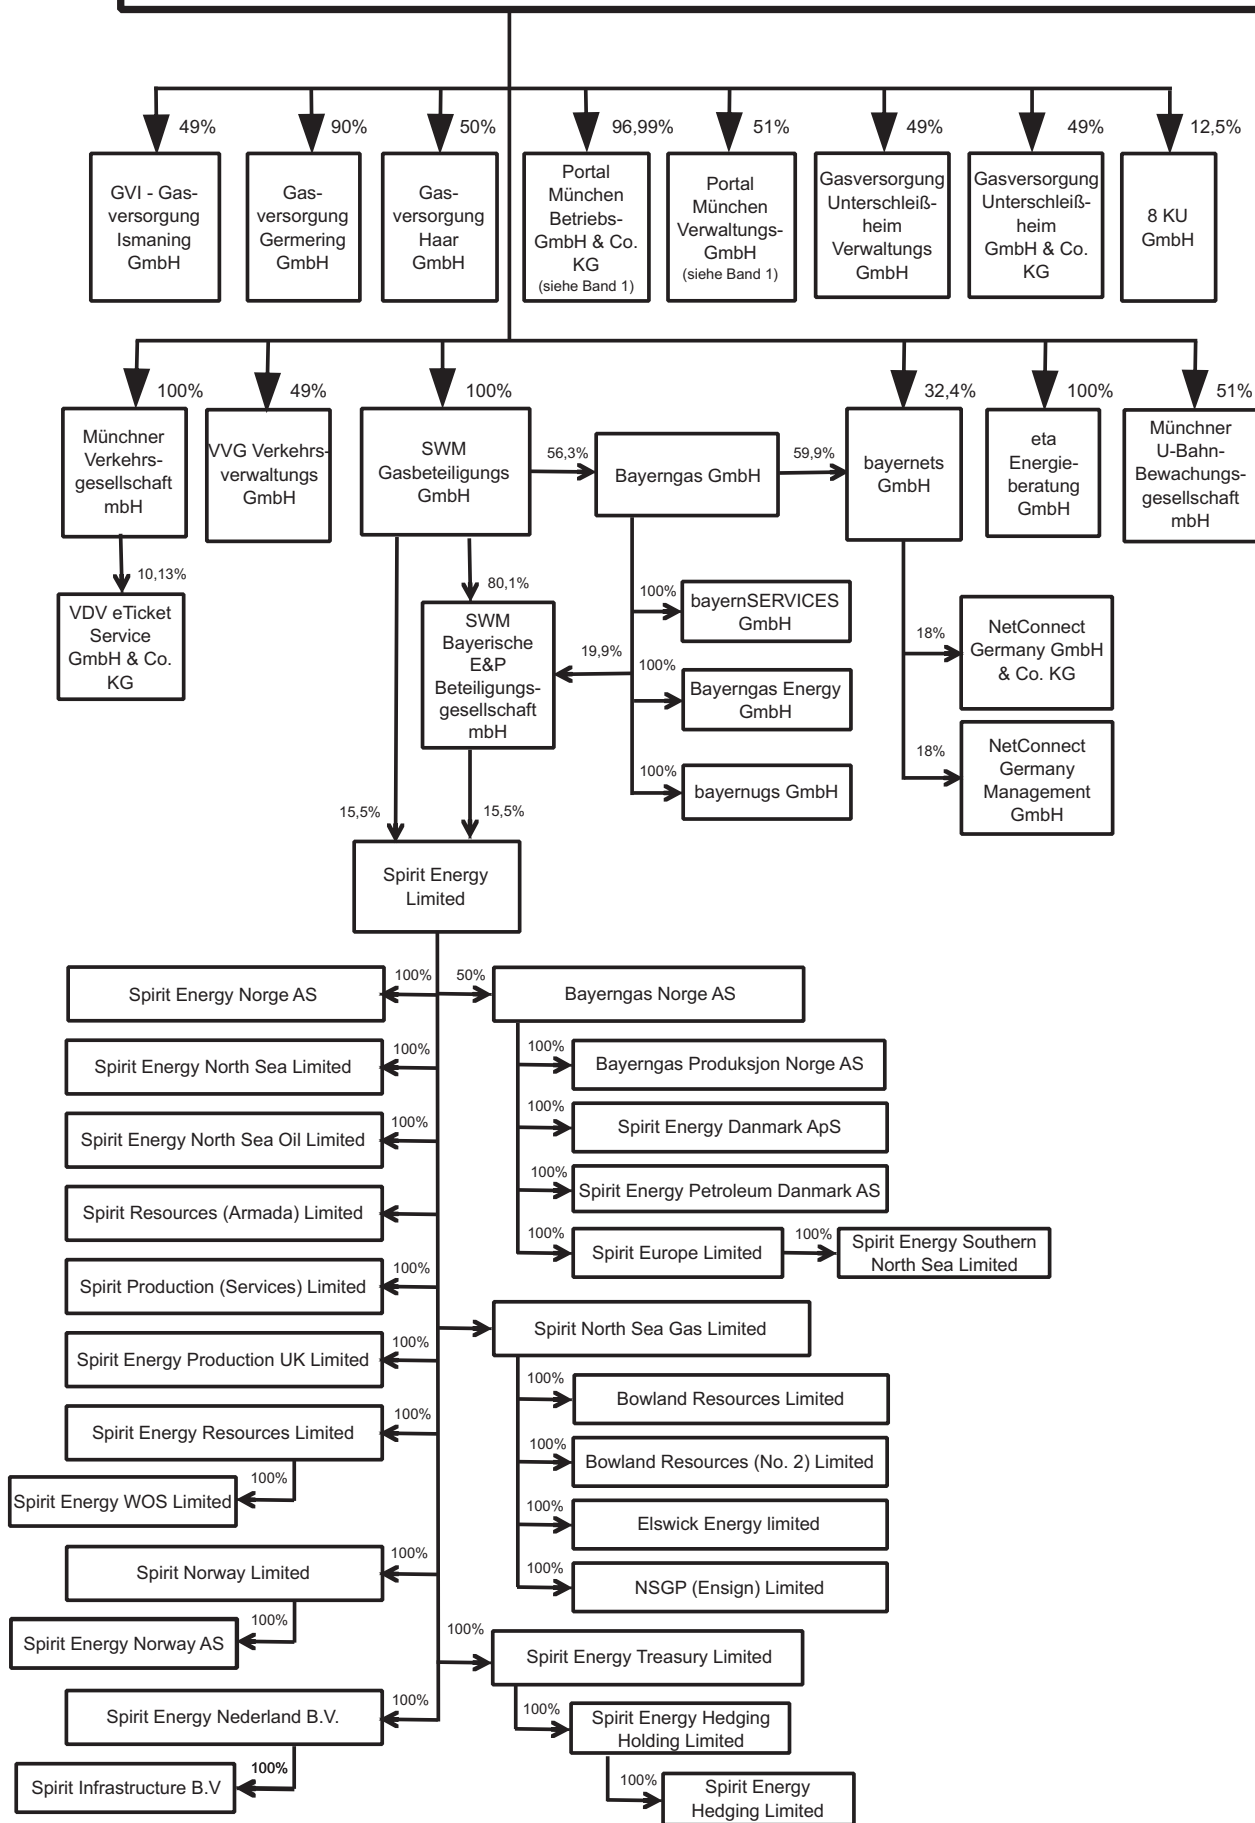 49%
90%
50%
96,99%
51%
49%
49%
12,5%
GVI - Gas-
versorgung
Ismaning
GmbH
Gas-
versorgung
Germering
GmbH
Gas-
versorgung
Haar
GmbH
Portal
München
Betriebs-
GmbH & Co.
KG
(siehe Band 1)
Portal
München
Verwaltungs-
GmbH
(siehe Band 1)
Gasversorgung
Unterschleiß-
heim
Verwaltungs
GmbH
Gasversorgung
Unterschleiß-
heim
GmbH & Co.
KG
8 KU
GmbH
100%
49%
100%
32,4%
100%
51%
Münchner
Verkehrs-
gesellschaft
mbH
VVG Verkehrs-
verwaltungs
GmbH
SWM
Gasbeteiligungs
GmbH
56,3%
Bayerngas GmbH
59,9%
bayernets
GmbH
eta
Energie-
beratung
GmbH
Münchner
U-Bahn-
Bewachungs-
gesellschaft
mbH
10,13%
VDV eTicket
Service
GmbH & Co.
KG
80,1%
SWM
Bayerische
E&P
Beteiligungs-
gesellschaft
mbH
19,9%
100%
bayernSERVICES
GmbH
100%
Bayerngas Energy
GmbH
100%
bayernugs GmbH
18%
NetConnect
Germany GmbH
& Co. KG
18%
NetConnect
Germany
Management
GmbH
15,5%
15,5%
Spirit Energy
Limited
Spirit Energy Norge AS
100%
50%
Bayerngas Norge AS
Spirit Energy North Sea Limited
100%
100%
Bayerngas Produksjon Norge AS
Spirit Energy North Sea Oil Limited
100%
100%
Spirit Energy Danmark ApS
Spirit Resources (Armada) Limited
100%
Spirit Energy Petroleum Danmark AS
100%
Spirit Europe Limited
100%
Spirit Energy Southern
North Sea Limited
Spirit Production (Services) Limited
100%
Spirit North Sea Gas Limited
Spirit Energy Production UK Limited
100%
100%
Bowland Resources Limited
Spirit Energy Resources Limited
100%
100%
Bowland Resources (No. 2) Limited
Spirit Energy WOS Limited
100%
100%
Elswick Energy limited
Spirit Norway Limited
100%
100%
NSGP (Ensign) Limited
Spirit Energy Norway AS
100%
100%
Spirit Energy Treasury Limited
Spirit Energy Nederland B.V.
100%
100%
Spirit Energy Hedging
Holding Limited
Spirit Infrastructure B.V
100%
100%
Spirit Energy
Hedging Limited